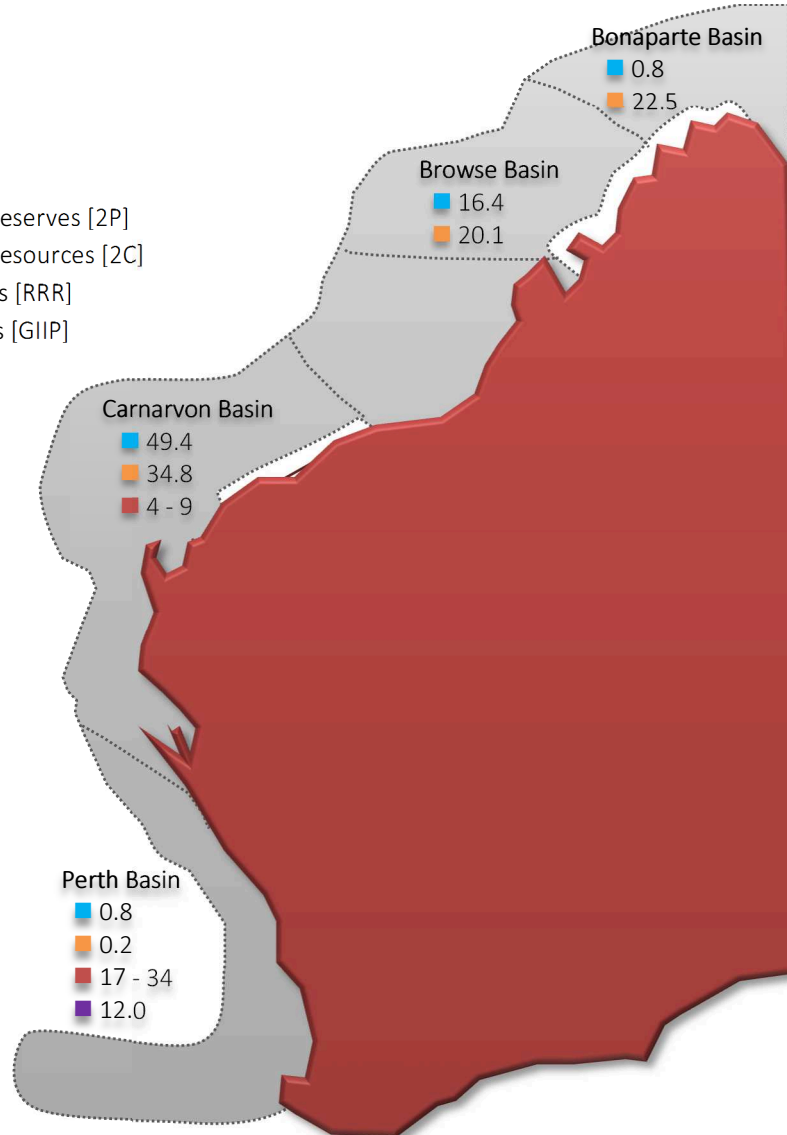 Bonaparte Basin
0.8
22.5
Browse Basin
16.4
20.1
eserves [2P]
esources [2C]
s [RRR]
s [GIIP]
Carnarvon Basin
49.4
34.8
4 - 9
Perth Basin
0.8
0.2
17 - 34
12.0